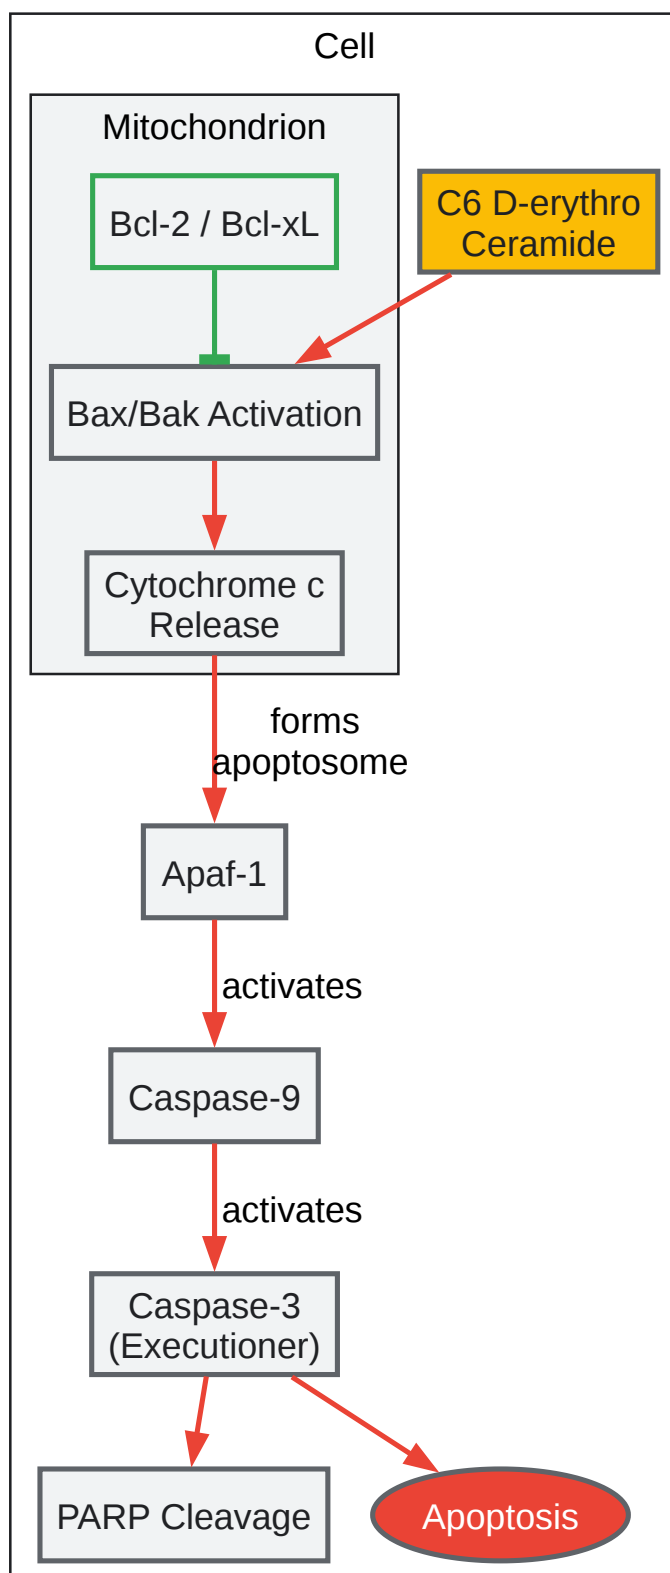 Cell
Mitochondrion
Bcl-2 / Bcl-xL
C6 D-erythro
Ceramide
Bax/Bak Activation
Cytochrome c
Release
forms
apoptosome
Apaf-1
activates
Caspase-9
activates
Caspase-3
(Executioner)
PARP Cleavage
Apoptosis